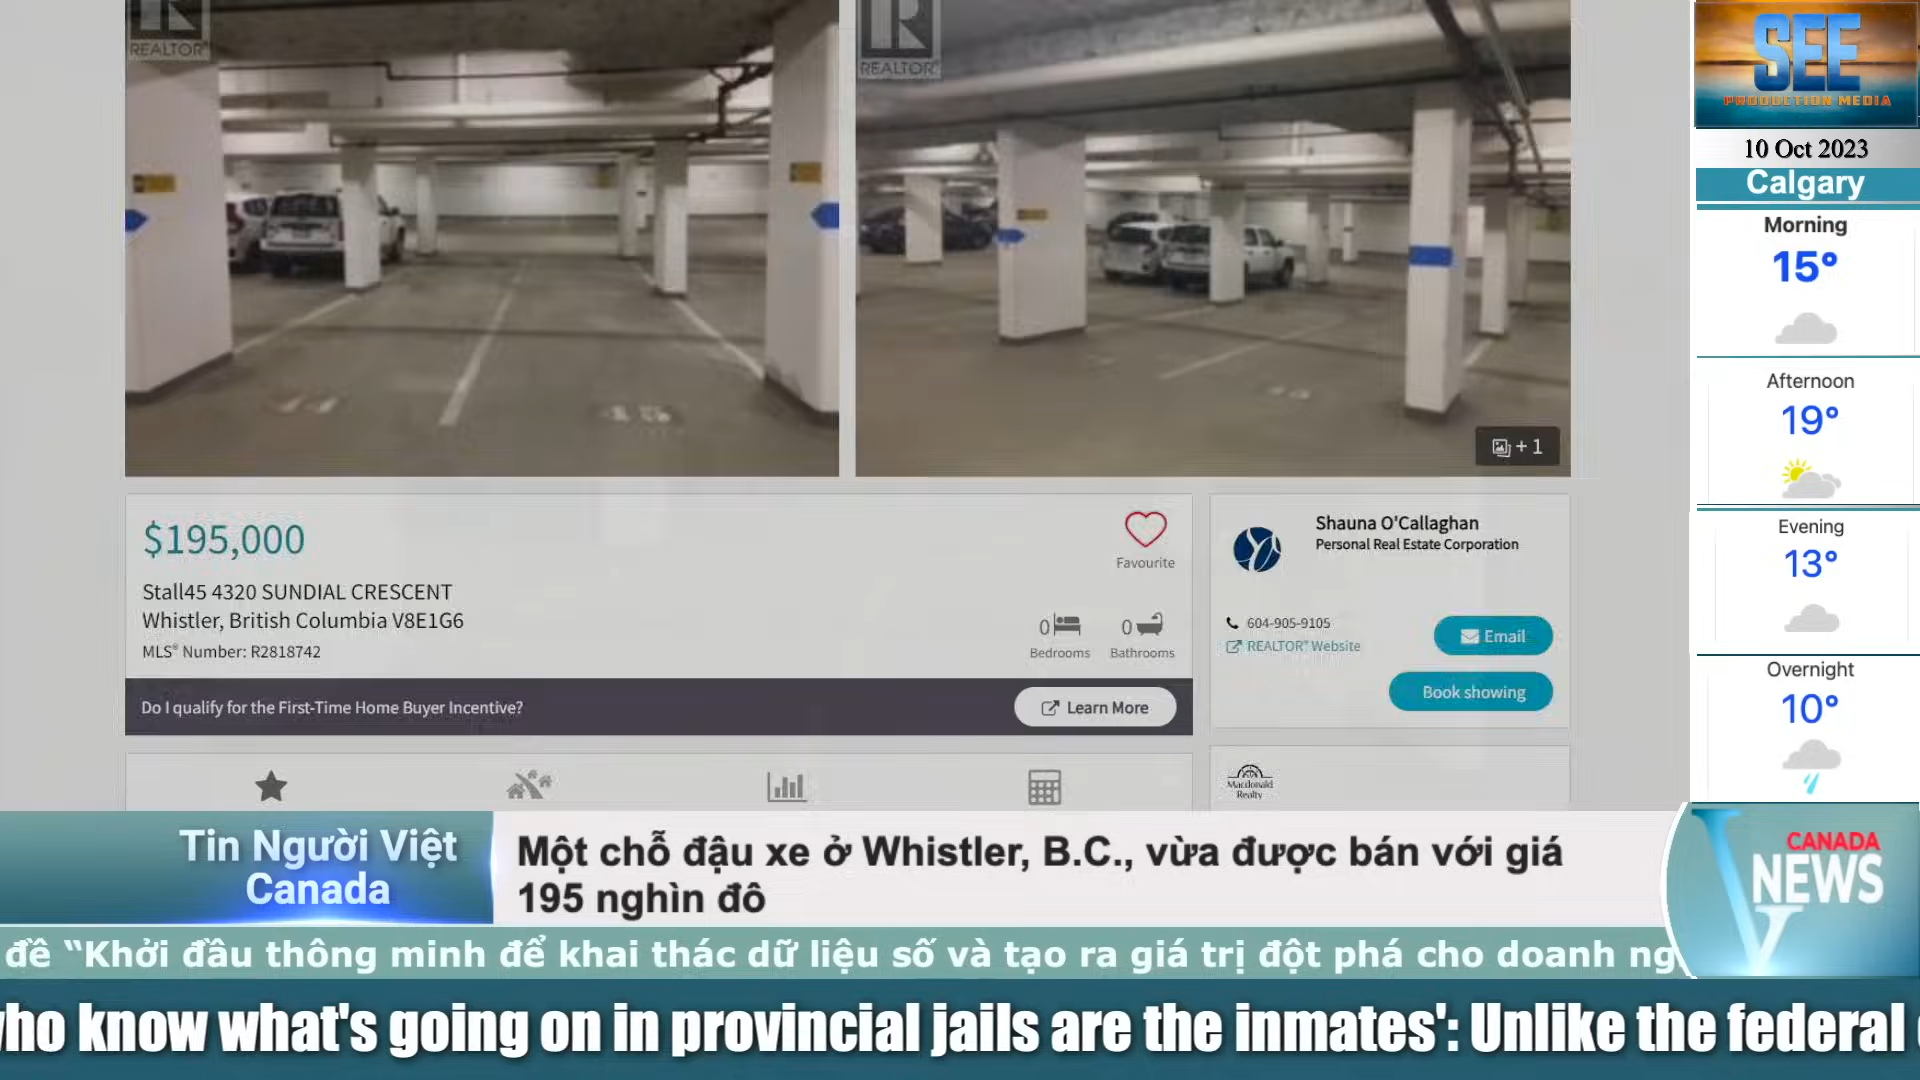 REALTOR®
REALTOR®
+ 1
$195,000
Favourite
Stall45 4320 SUNDIAL CRESCENT
Whistler, British Columbia V8E1G6
MLS® Number: R2818742
0
0
Bedrooms
Bathrooms
Do I qualify for the First-Time Home Buyer Incentive?
Learn More
Shauna O'Callaghan
Personal Real Estate Corporation
604-905-9105
REALTOR® Website
Email
Book showing
Macdonald
Realty
SEE
PRODUCTION MEDIA
10 Oct 2023
Calgary
Morning
15°
Afternoon
19°
Evening
13°
Overnight
10°
Tin Người Việt
Canada
Một chỗ đậu xe ở Whistler, B.C., vừa được bán với giá
195 nghìn đô
V
CANADA
NEWS
đề “Khởi đầu thông minh để khai thác dữ liệu số và tạo ra giá trị đột phá cho doanh ng
who know what's going on in provincial jails are the inmates': Unlike the federal